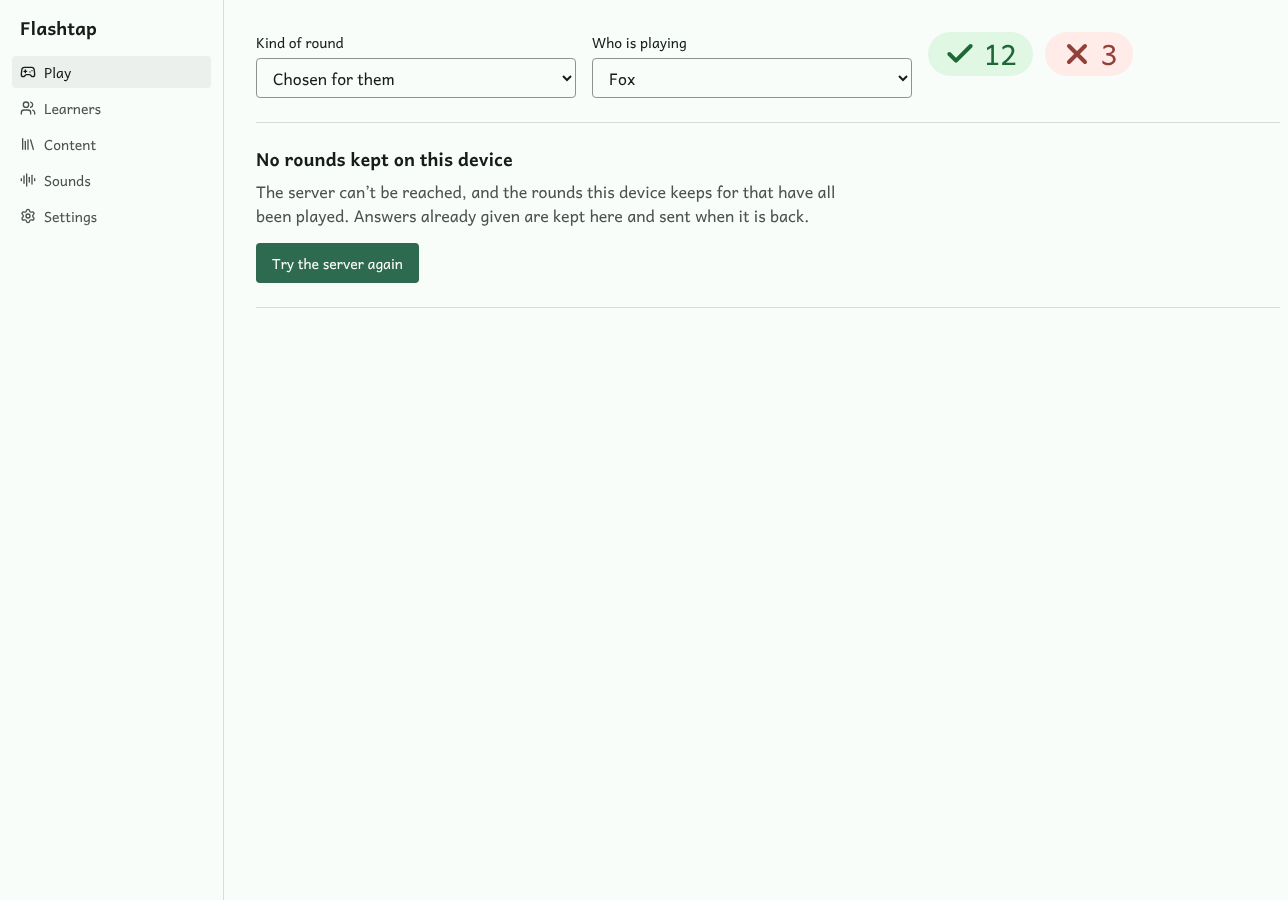 Flashtap
Play
Learners
Content
Sounds
Settings
Kind of round
Chosen for them
Who is playing
Fox
12
3
No rounds kept on this device
The server can’t be reached, and the rounds this device keeps for that have all
been played. Answers already given are kept here and sent when it is back.
Try the server again